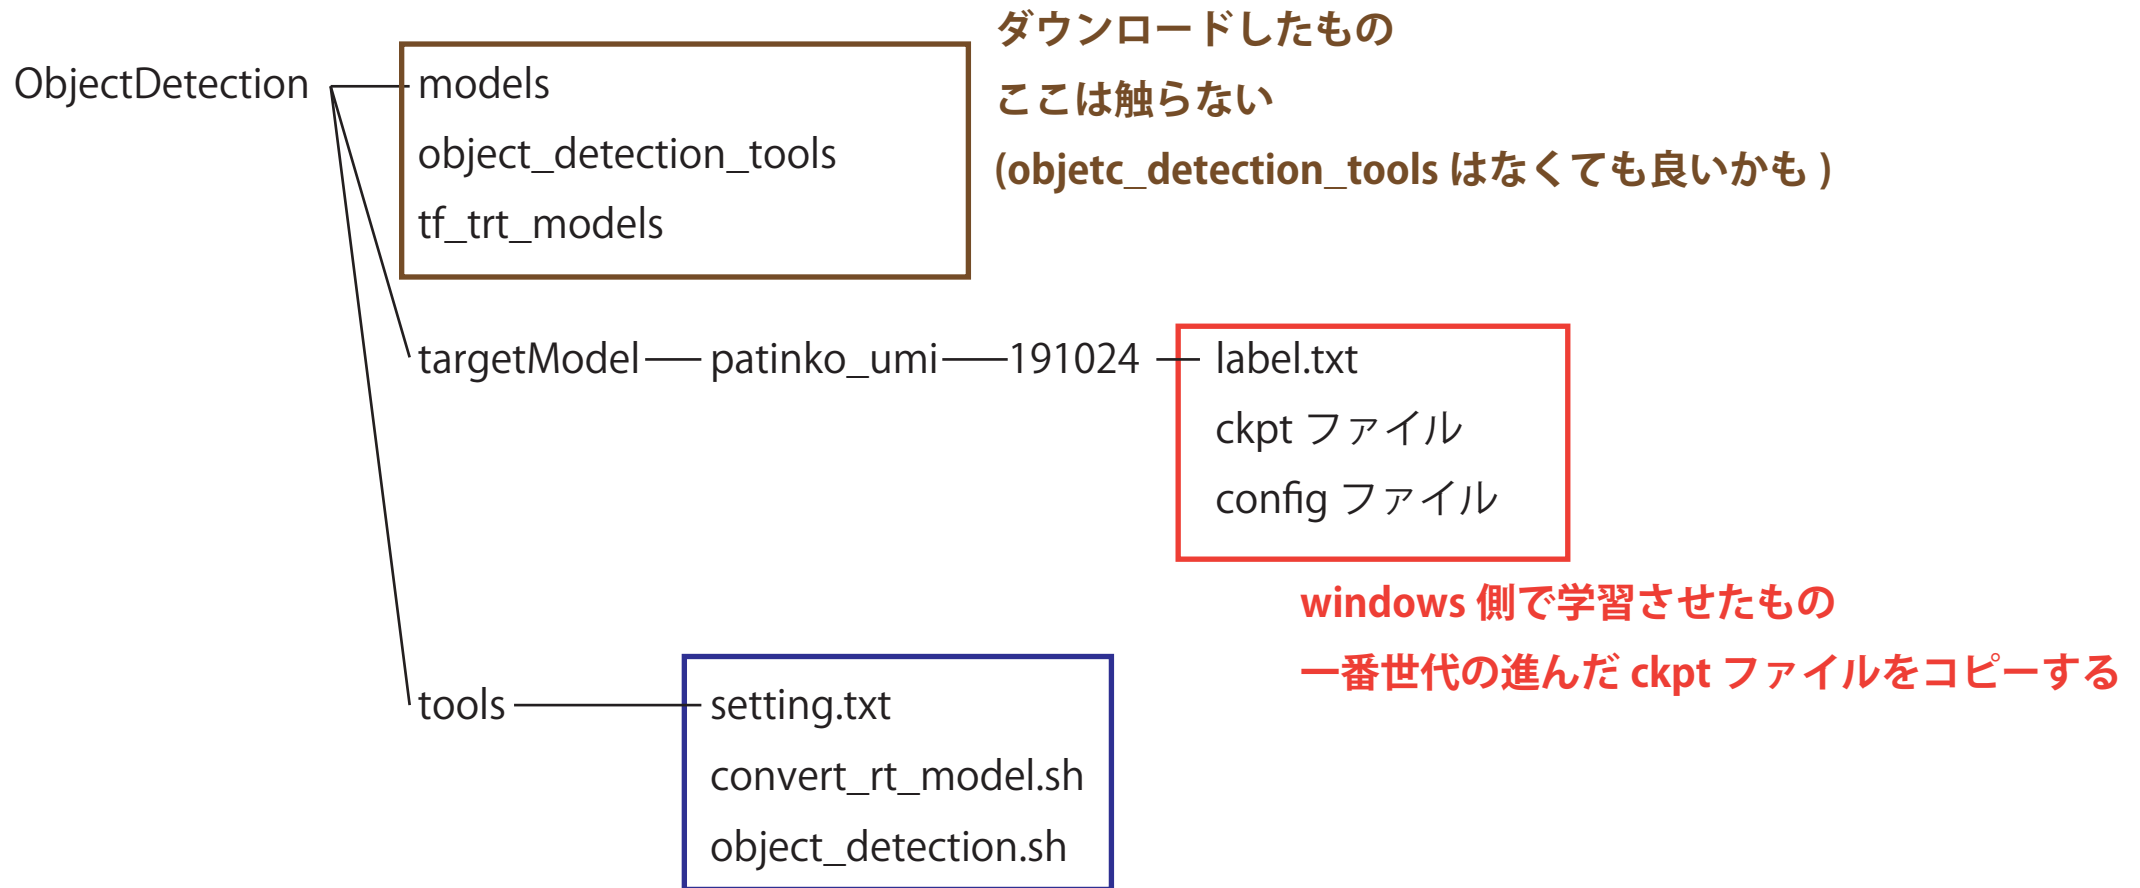 ダウンロードしたもの
ObjectDetection
models
ここは触らない
object_detection_tools
(objetc_detection_tools はなくても良いかも )
tf_trt_models
targetModel
patinko_umi
191024
label.txt
ckpt ファイル
config ファイル
windows 側で学習させたもの
一番世代の進んだ ckpt ファイルをコピーする
tools
setting.txt
convert_rt_model.sh
object_detection.sh